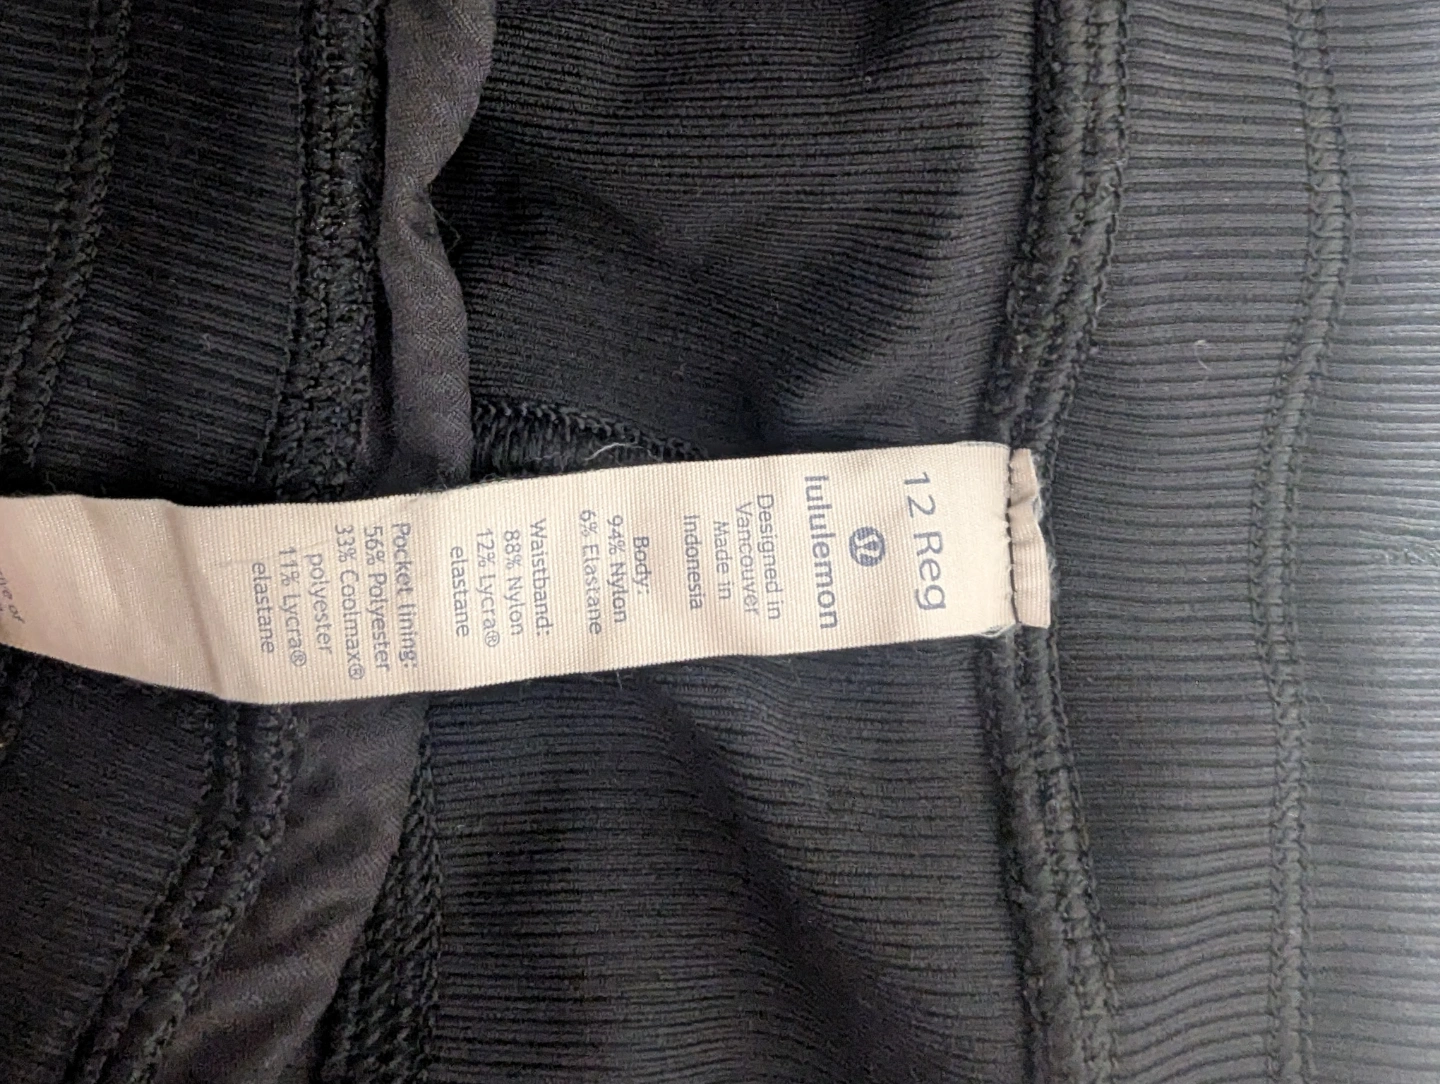 12 Reg
lululemon
Designed in
Vancouver
Made in
Indonesia
Body:
94% Nylon
6% Elastane
Waistband:
88% Nylon
12% Lycra®
elastane
Pocket lining:
56% Polyester
33% Coolmax®
polyester
11% Lycra®
elastane